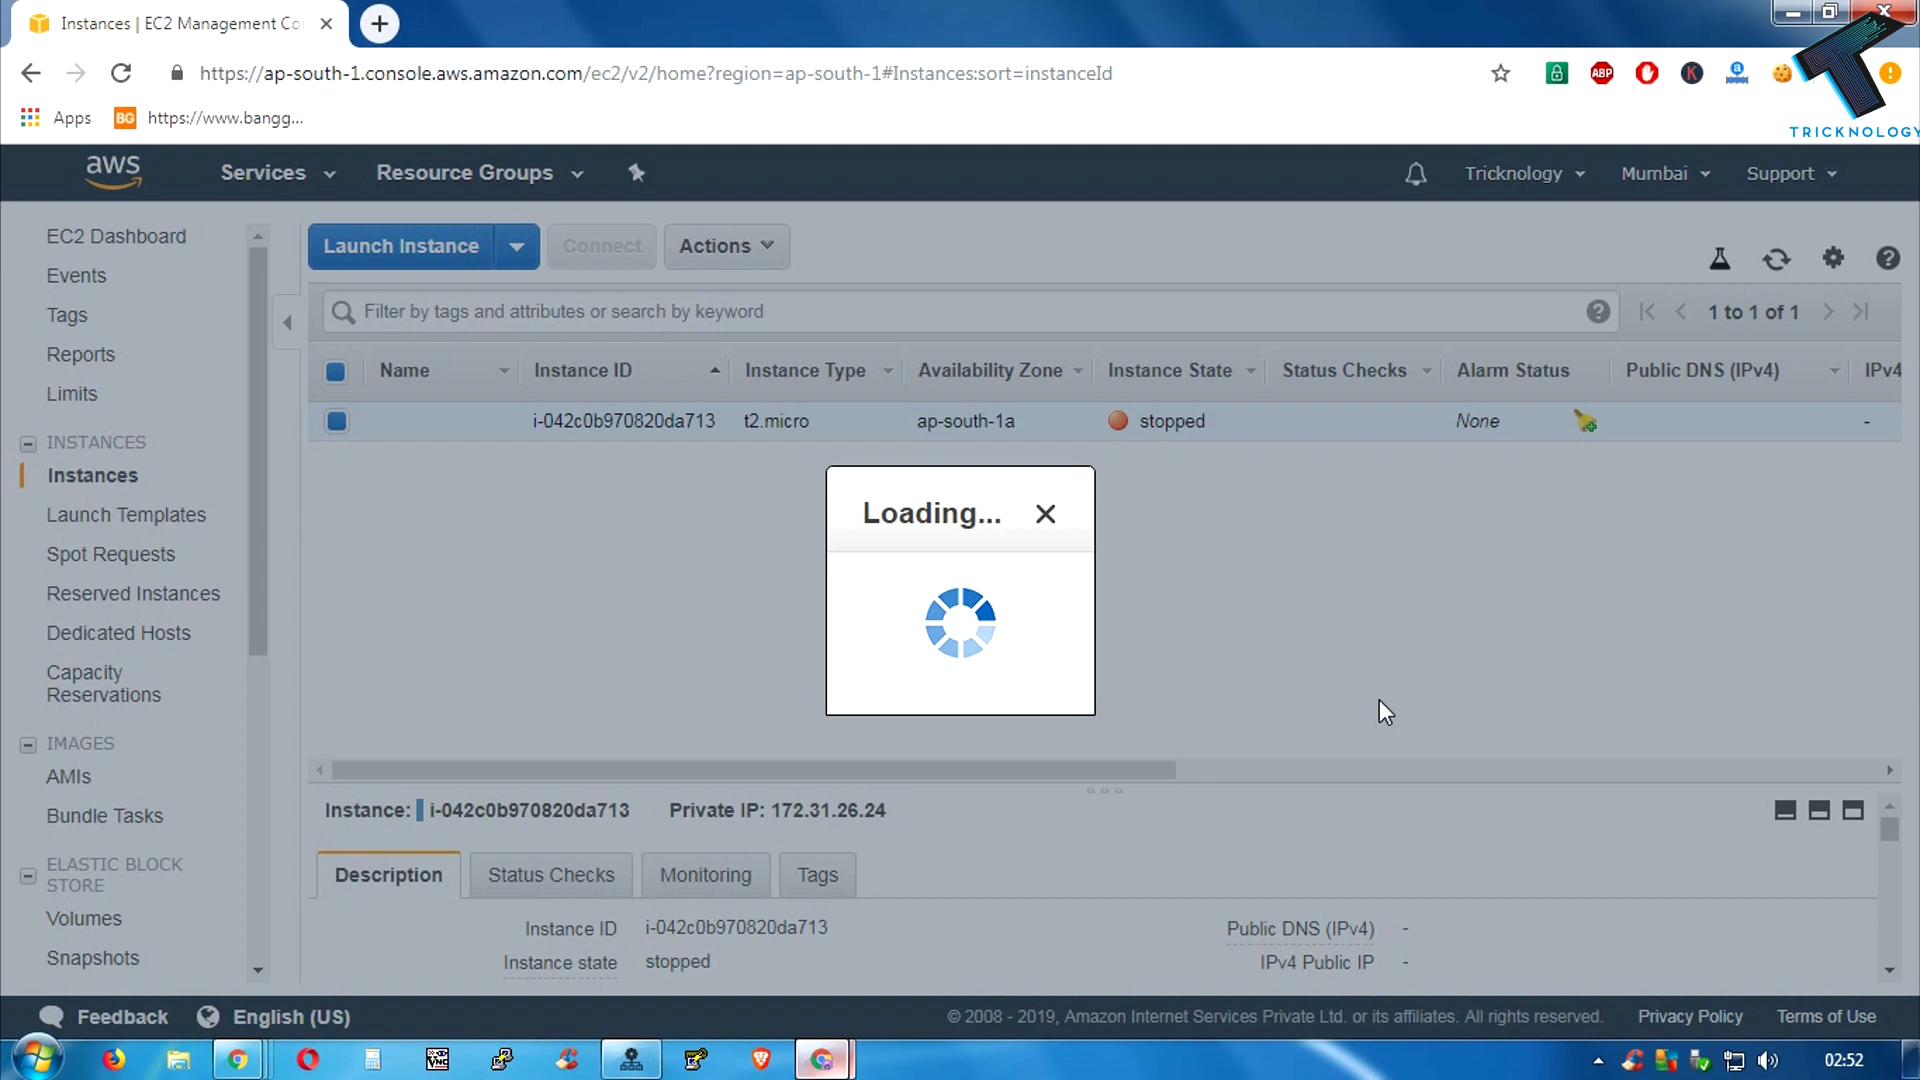 Instances | EC2 Management Co
https://ap-south-1.console.aws.amazon.com/ec2/v2/home?region=ap-south-1#Instances:sort=instanceId
ABP
K
a
Apps
BG
https://www.bangg...
TRICKNOLOGY
aws
Services
Resource Groups
Tricknology
Mumbai
Support
EC2 Dashboard
Events
Tags
Reports
Limits
INSTANCES
Instances
Launch Templates
Spot Requests
Reserved Instances
Dedicated Hosts
Capacity
Reservations
IMAGES
AMIs
Bundle Tasks
ELASTIC BLOCK
STORE
Volumes
Snapshots
Launch Instance
Connect
Actions
Filter by tags and attributes or search by keyword
1 to 1 of 1
Name Instance ID Instance Type Availability Zone Instance State Status Checks Alarm Status Public DNS (IPv4) IPv4
i-042c0b970820da713 t2.micro ap-south-1a stopped None -
Loading...
Instance: i-042c0b970820da713 Private IP: 172.31.26.24
Description Status Checks Monitoring Tags
Instance ID i-042c0b970820da713 Public DNS (IPv4) -
Instance state stopped IPv4 Public IP -
Feedback
English (US)
© 2008 - 2019, Amazon Internet Services Private Ltd. or its affiliates. All rights reserved.
Privacy Policy
Terms of Use
VNC
02:52